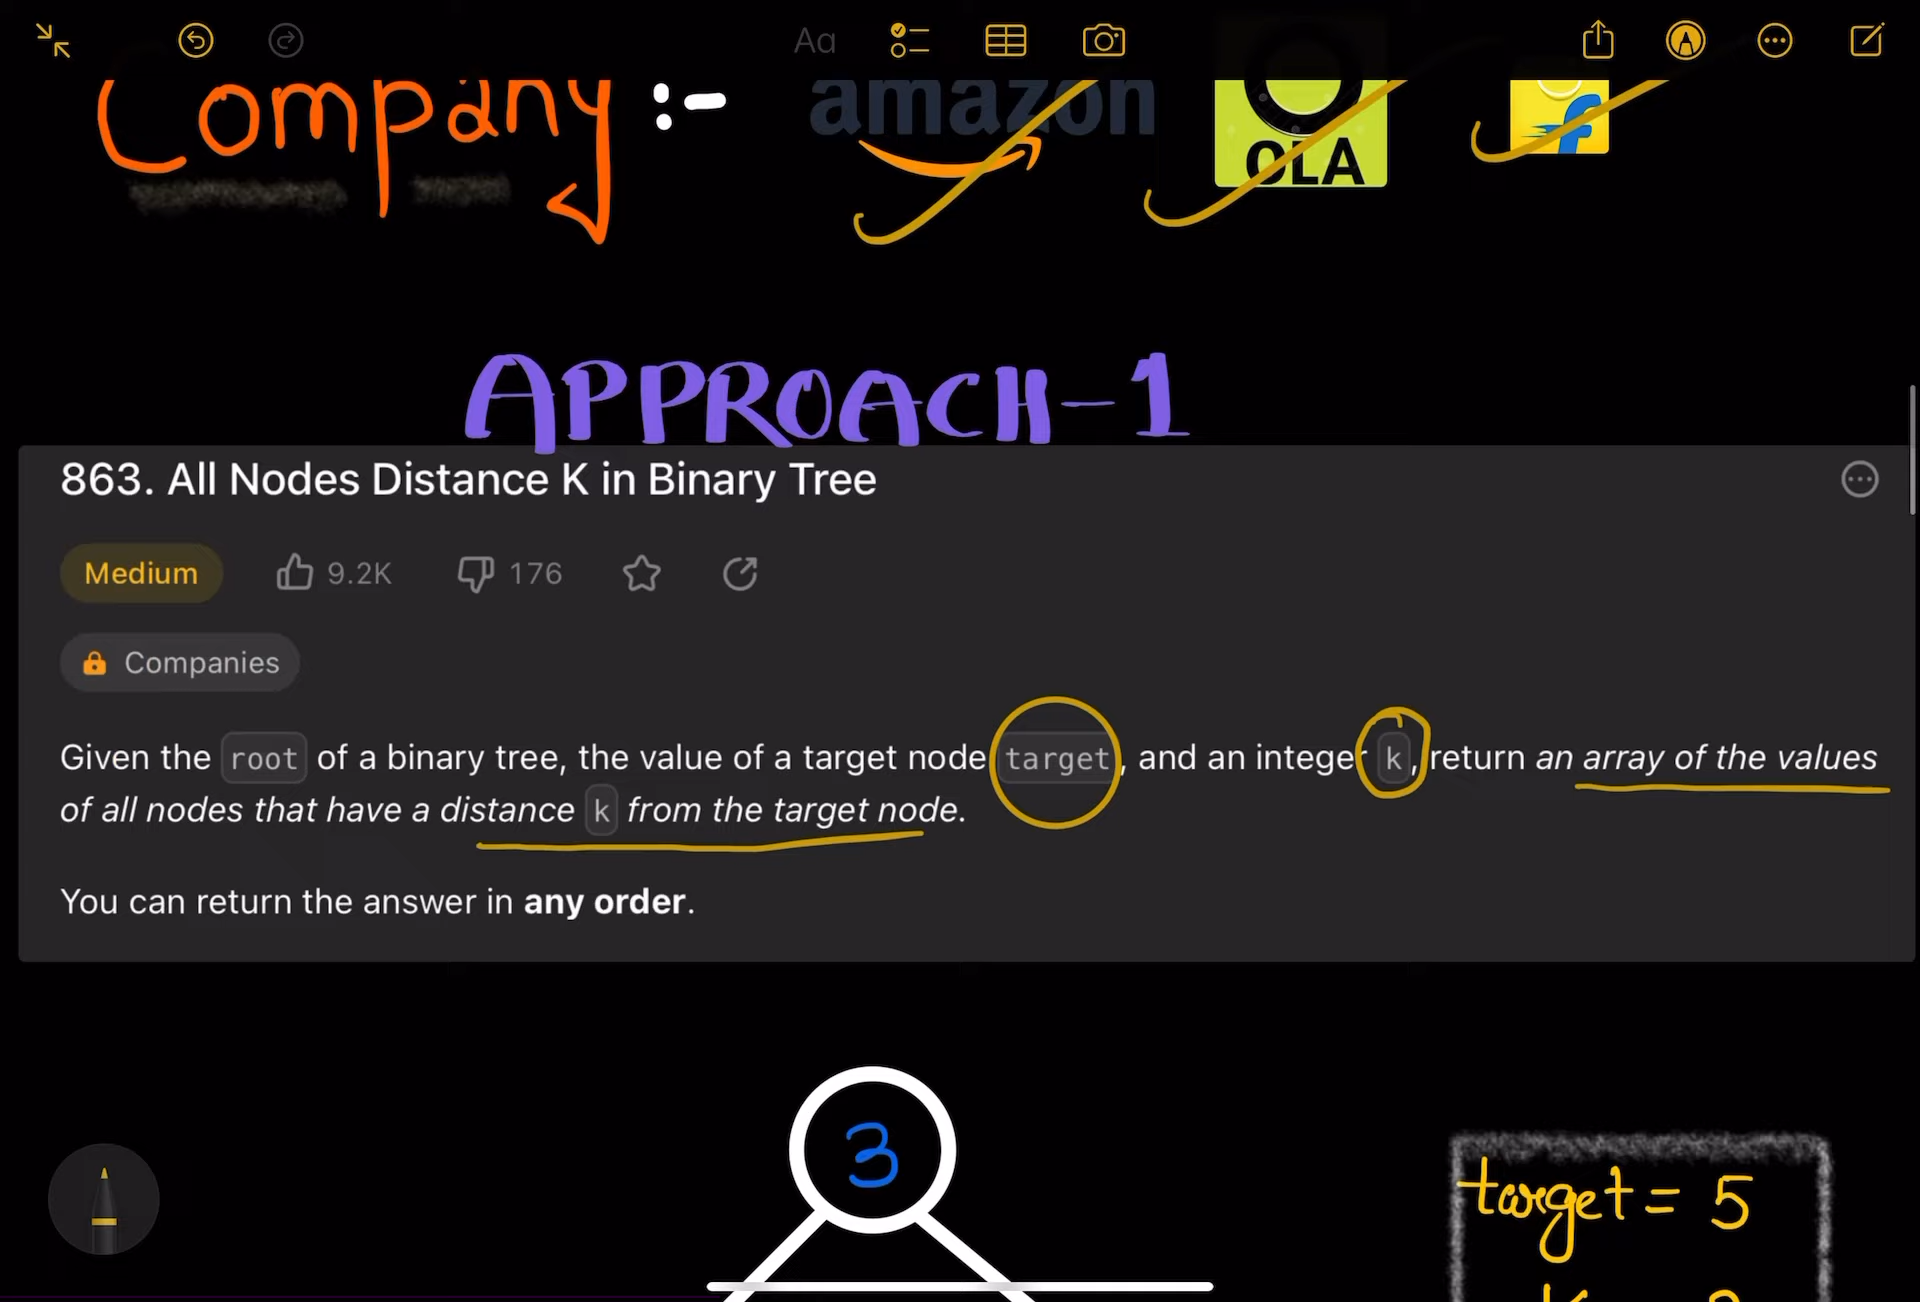 Aa
Company :- amazon OLA f
APPROACH-1
863. All Nodes Distance K in Binary Tree
Medium 9.2K 176
Companies
Given the root of a binary tree, the value of a target node target, and an integer k, return an array of the values
of all nodes that have a distance k from the target node.
You can return the answer in any order.
3
target = 5